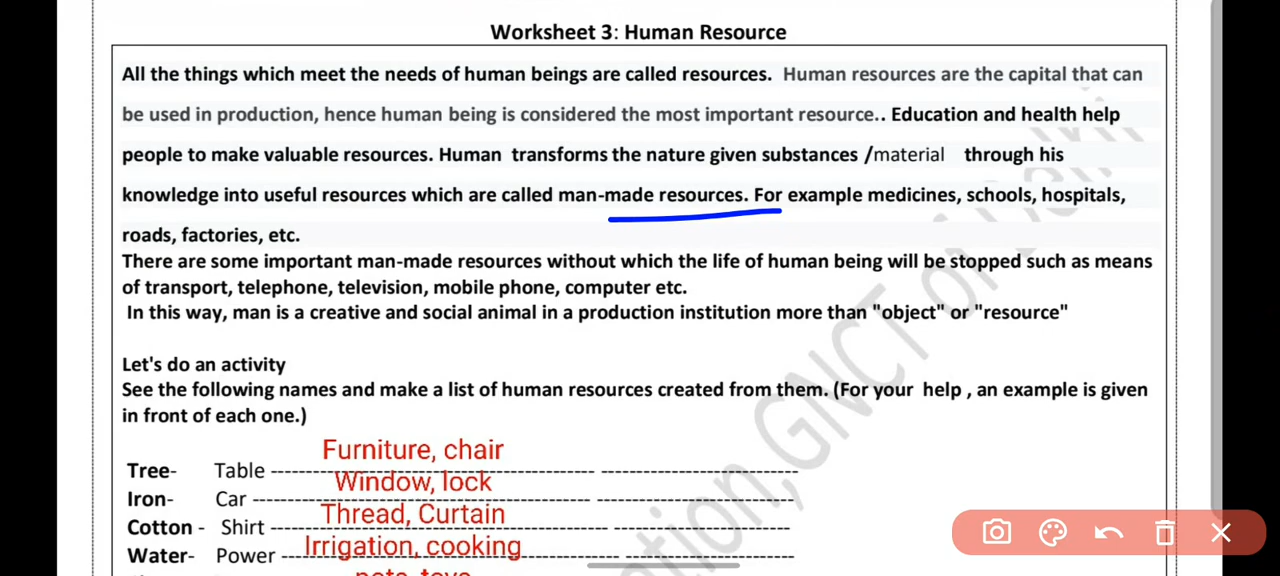 Worksheet 3: Human Resource
All the things which meet the needs of human beings are called resources. Human resources are the capital that can
be used in production, hence human being is considered the most important resource.. Education and health help
people to make valuable resources. Human transforms the nature given substances /material through his
knowledge into useful resources which are called man-made resources. For example medicines, schools, hospitals,
roads, factories, etc.
There are some important man-made resources without which the life of human being will be stopped such as means
of transport, telephone, television, mobile phone, computer etc.
In this way, man is a creative and social animal in a production institution more than "object" or "resource"
Let's do an activity
See the following names and make a list of human resources created from them. (For your help , an example is given
in front of each one.)
Furniture, chair
Tree- Table
Window, lock
Iron- Car
Thread, Curtain
Cotton - Shirt
Irrigation, cooking
Water- Power
GNCT of